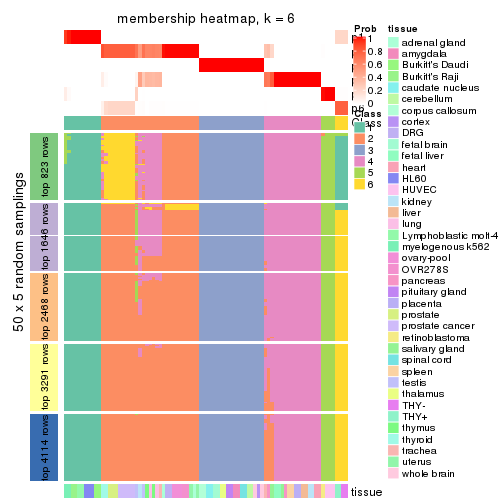 membership heatmap, k = 6
50 x 5 random samplings
top 823 rows
top 1646 rows
top 2468 rows
top 3291 rows
top 4114 rows
Prob
1
0.8
0.6
0.4
0.2
0
p6
Class
1
2
3
4
5
6
tissue
adrenal gland
amygdala
Burkitt's Daudi
Burkitt's Raji
caudate nucleus
cerebellum
corpus callosum
cortex
DRG
fetal brain
fetal liver
heart
HL60
HUVEC
kidney
liver
lung
Lymphoblastic molt-4
myelogenous k562
ovary-pool
OVR278S
pancreas
pituitary gland
placenta
prostate
prostate cancer
retinoblastoma
salivary gland
spinal cord
spleen
testis
thalamus
THY-
THY+
thymus
thyroid
trachea
uterus
whole brain
tissue